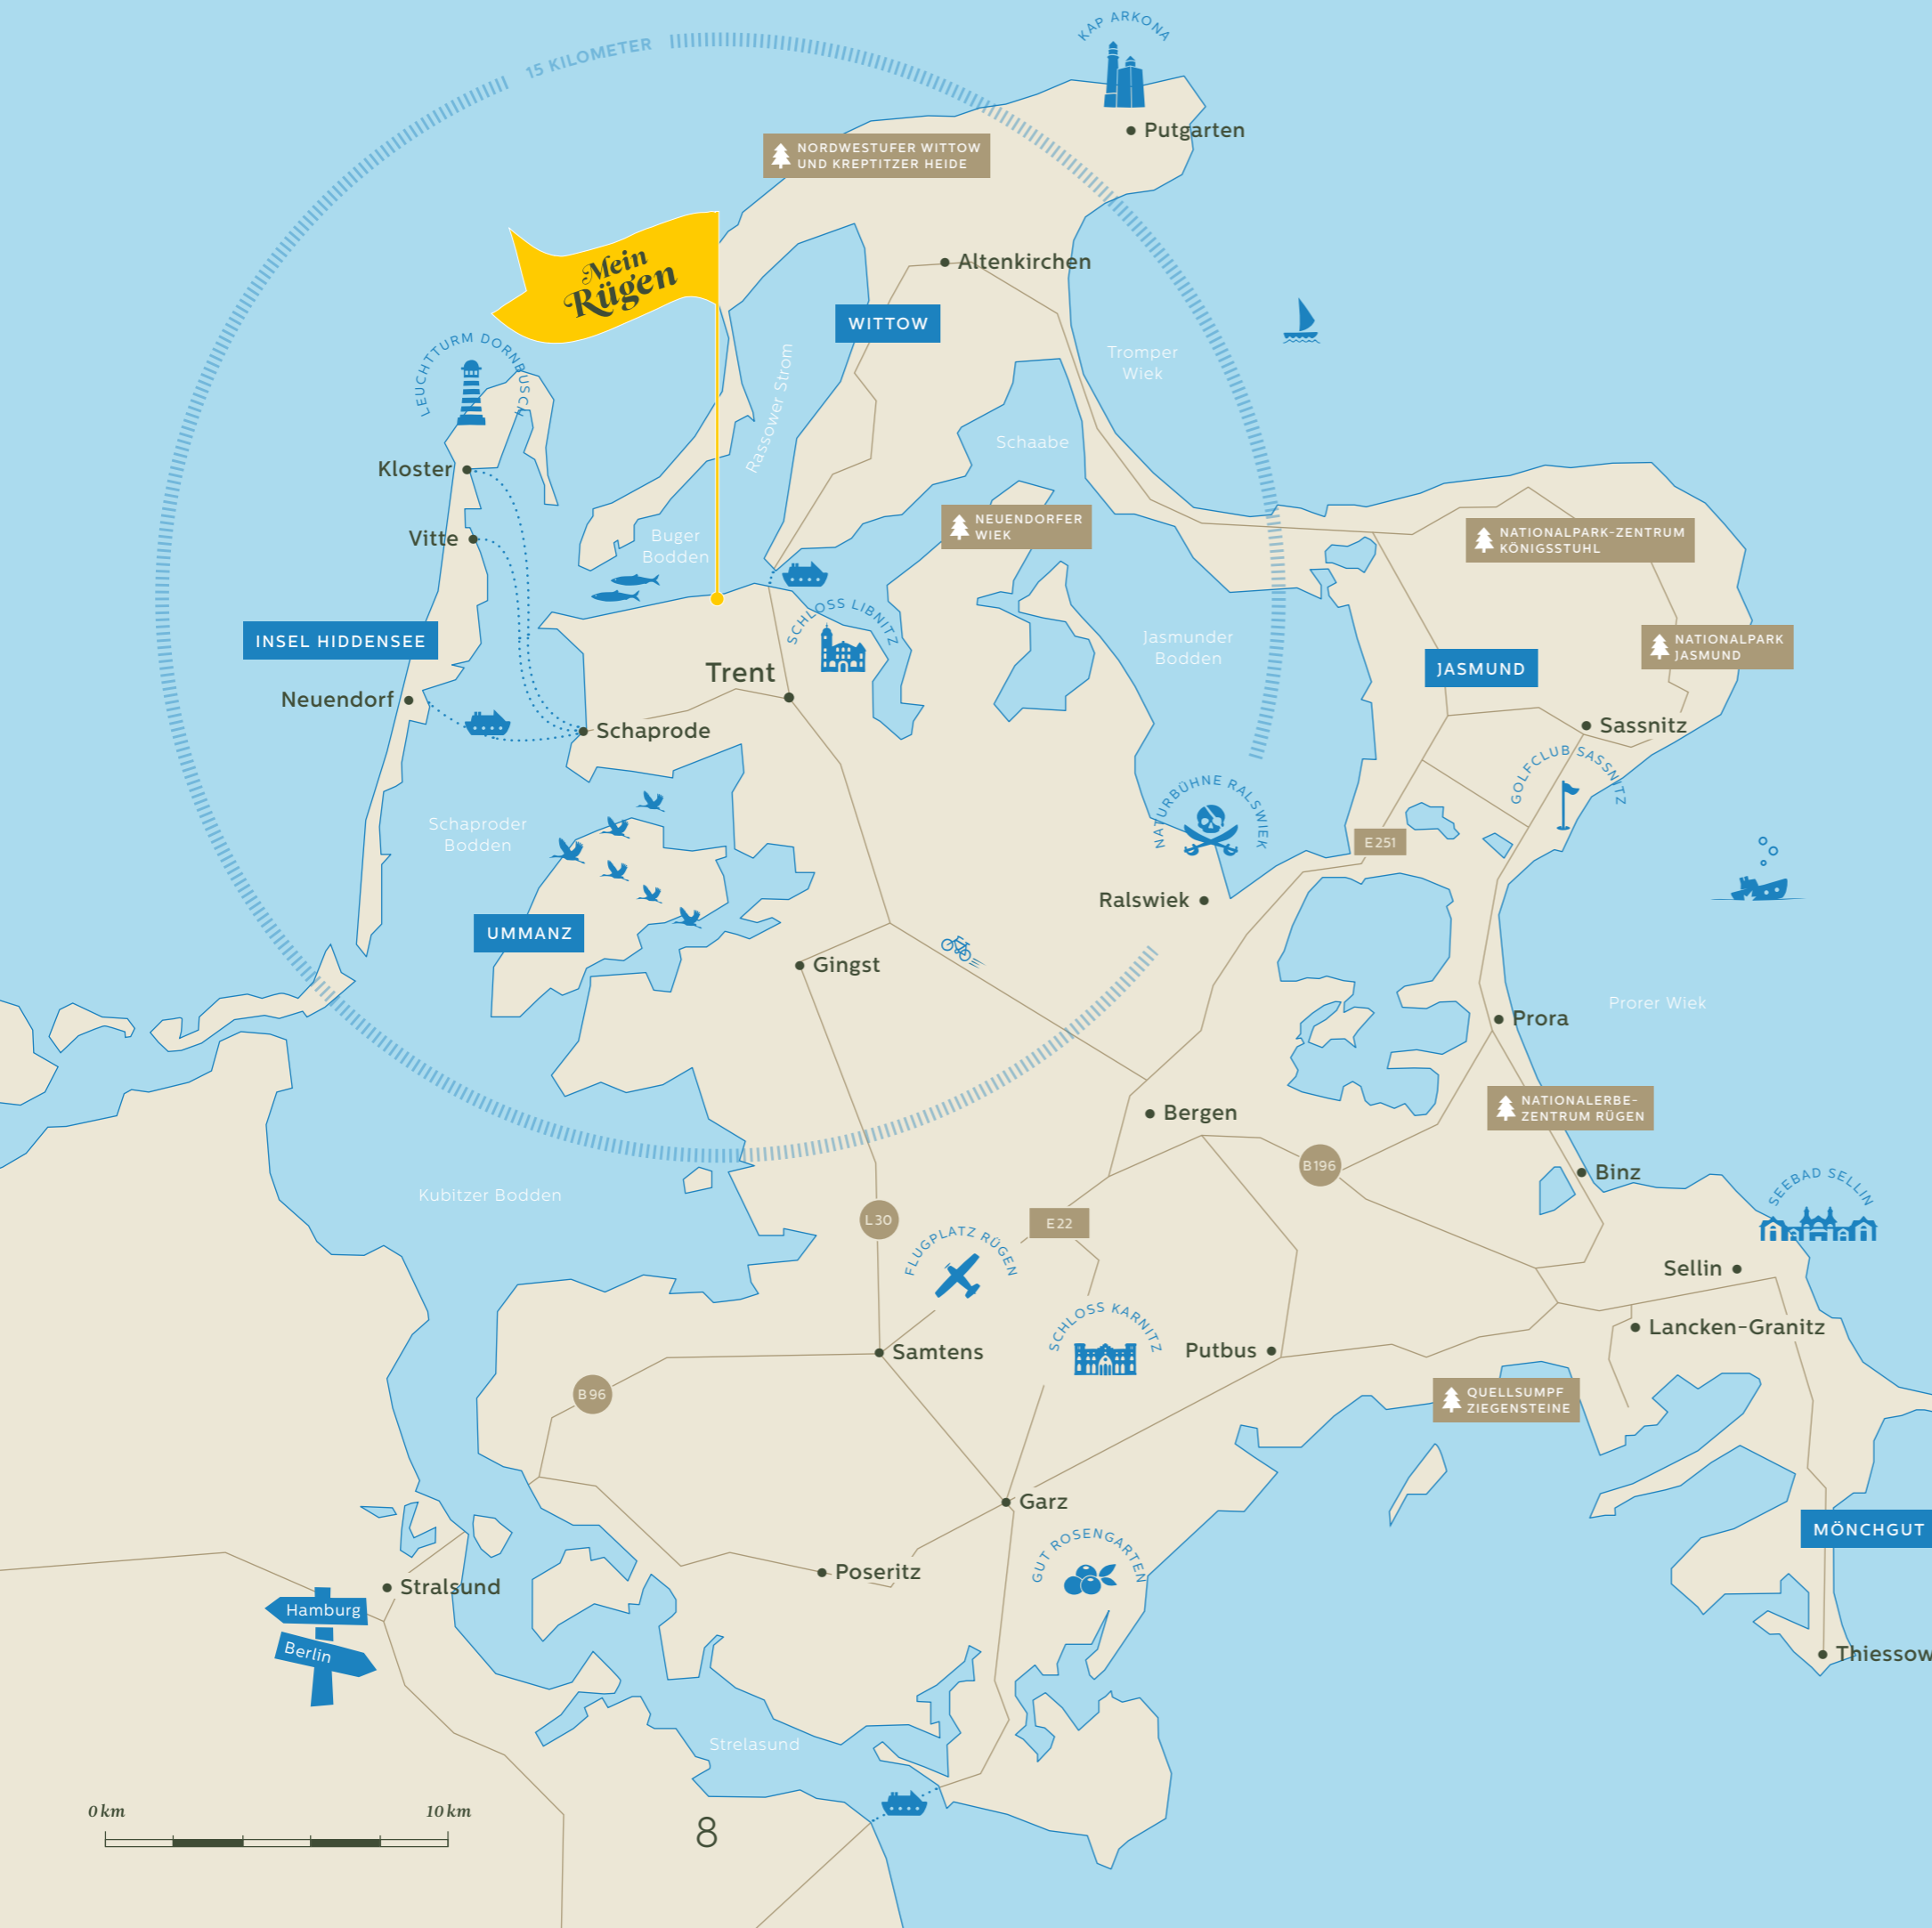 KAP ARKONA
15 KILOMETER
Putgarten
NORDWESTUFER WITTOW
UND KREPTITZER HEIDE
Mein
Rügen
Altenkirchen
WITTOW
LEUCHTTURM DORNBUSCH
Rassower Strom
Tromper
Wiek
Schaabe
Kloster
Vitte
Buger
Bodden
NEUENDORFER
WIEK
NATIONALPARK-ZENTRUM
KÖNIGSSTUHL
SCHLOSS LIBNITZ
INSEL HIDDENSEE
Jasmunder
Bodden
NATIONALPARK
JASMUND
JASMUND
Trent
Neuendorf
Schaprode
Sassnitz
GOLFCLUB SASSNITZ
NATURBÜHNE RALSWIEK
Schaproder
Bodden
E251
Ralswiek
UMMANZ
Gingst
Prorer Wiek
Prora
Bergen
NATIONALERBE-
ZENTRUM RÜGEN
B196
Binz
Kubitzer Bodden
SEEBAD SELLIN
L30
E22
FLUGPLATZ RÜGEN
Sellin
SCHLOSS KARNITZ
Lancken-Granitz
Samtens
Putbus
B96
QUELLSUMPF
ZIEGENSTEINE
Garz
MÖNCHGUT
GUT ROSENGARTEN
Poseritz
Stralsund
Hamburg
Berlin
Thiessow
Strelasund
0 km
10 km
8